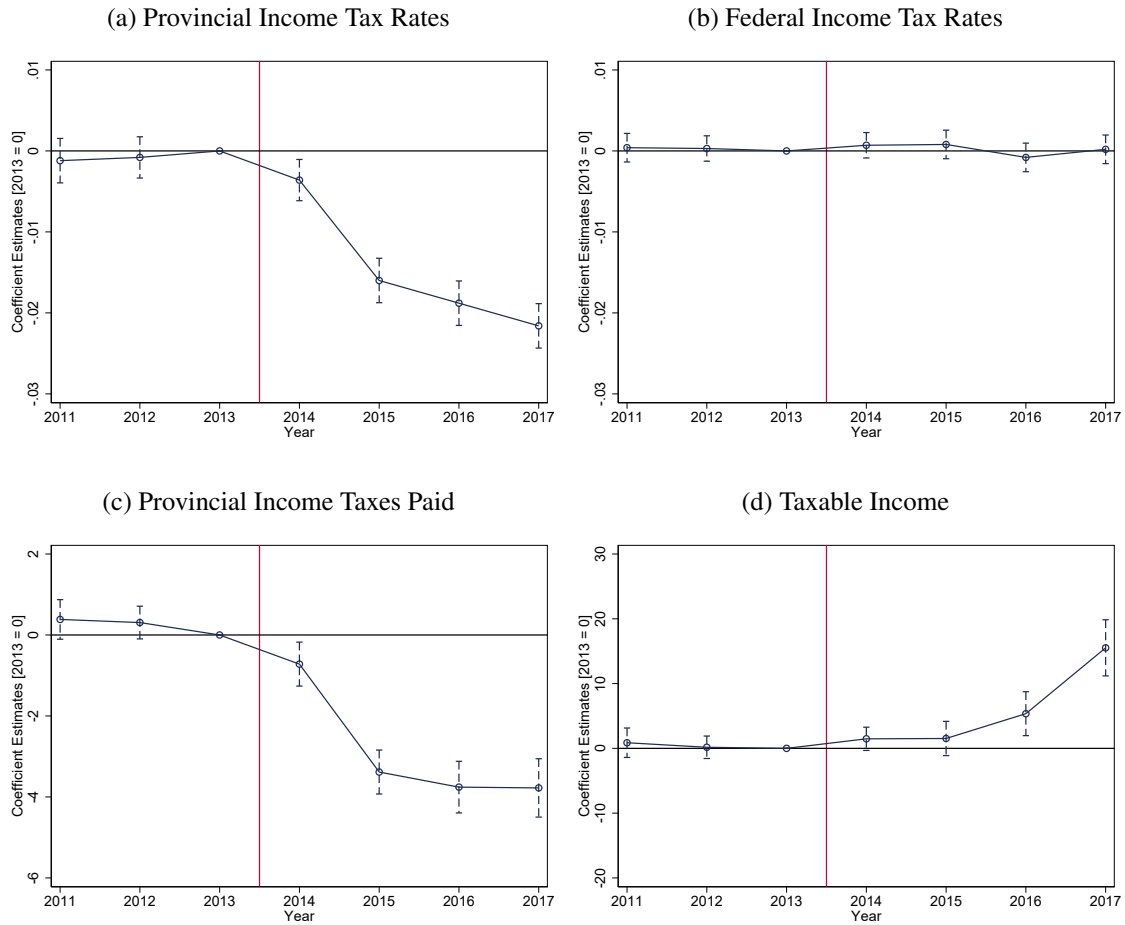 (a) Provincial Income Tax Rates
Coefficient Estimates [2013 = 0]
.01
0
-.01
-.02
-.03
2011 2012 2013 2014 2015 2016 2017
Year
(b) Federal Income Tax Rates
Coefficient Estimates [2013 = 0]
.01
0
-.01
-.02
-.03
2011 2012 2013 2014 2015 2016 2017
Year
(c) Provincial Income Taxes Paid
Coefficient Estimates [2013 = 0]
2
0
-2
-4
-6
2011 2012 2013 2014 2015 2016 2017
Year
(d) Taxable Income
Coefficient Estimates [2013 = 0]
30
20
10
0
-10
-20
2011 2012 2013 2014 2015 2016 2017
Year